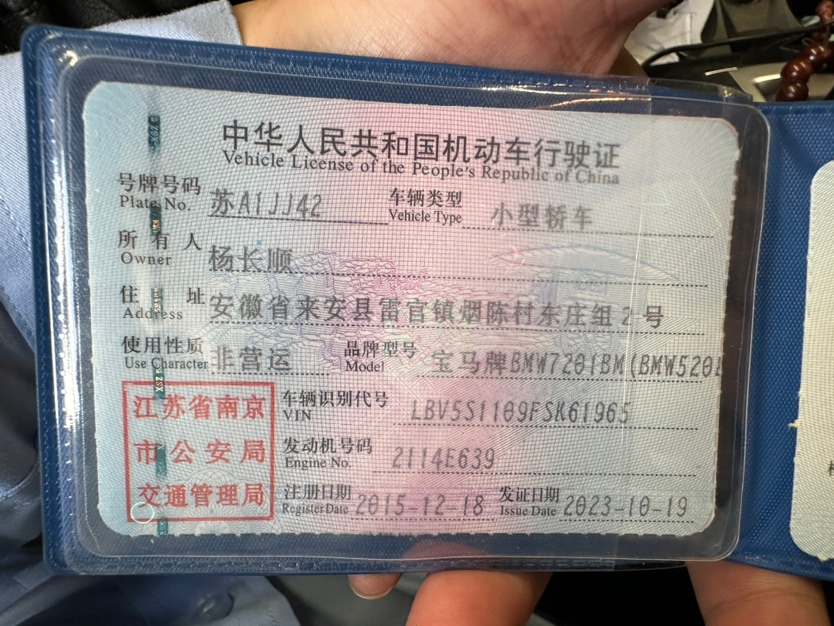 中华人民共和国机动车行驶证
Vehicle License of the People's Republic of China
号牌号码 苏A1JJ42 车辆类型 小型轿车
Plate No. Vehicle Type
所有人 杨长顺
Owner
住址 安徽省来安县雷官镇烟陈村东庄组2号
Address
使用性质 非营运 品牌型号 宝马牌BMW7201BM(BMW520L
Use Character Model
江苏省南京
市公安局
交通管理局
车辆识别代号 LBV5S1109FSK61965
VIN
发动机号码 2114E639
Engine No.
注册日期 2015-12-18 发证日期 2023-10-19
Register Date Issue Date